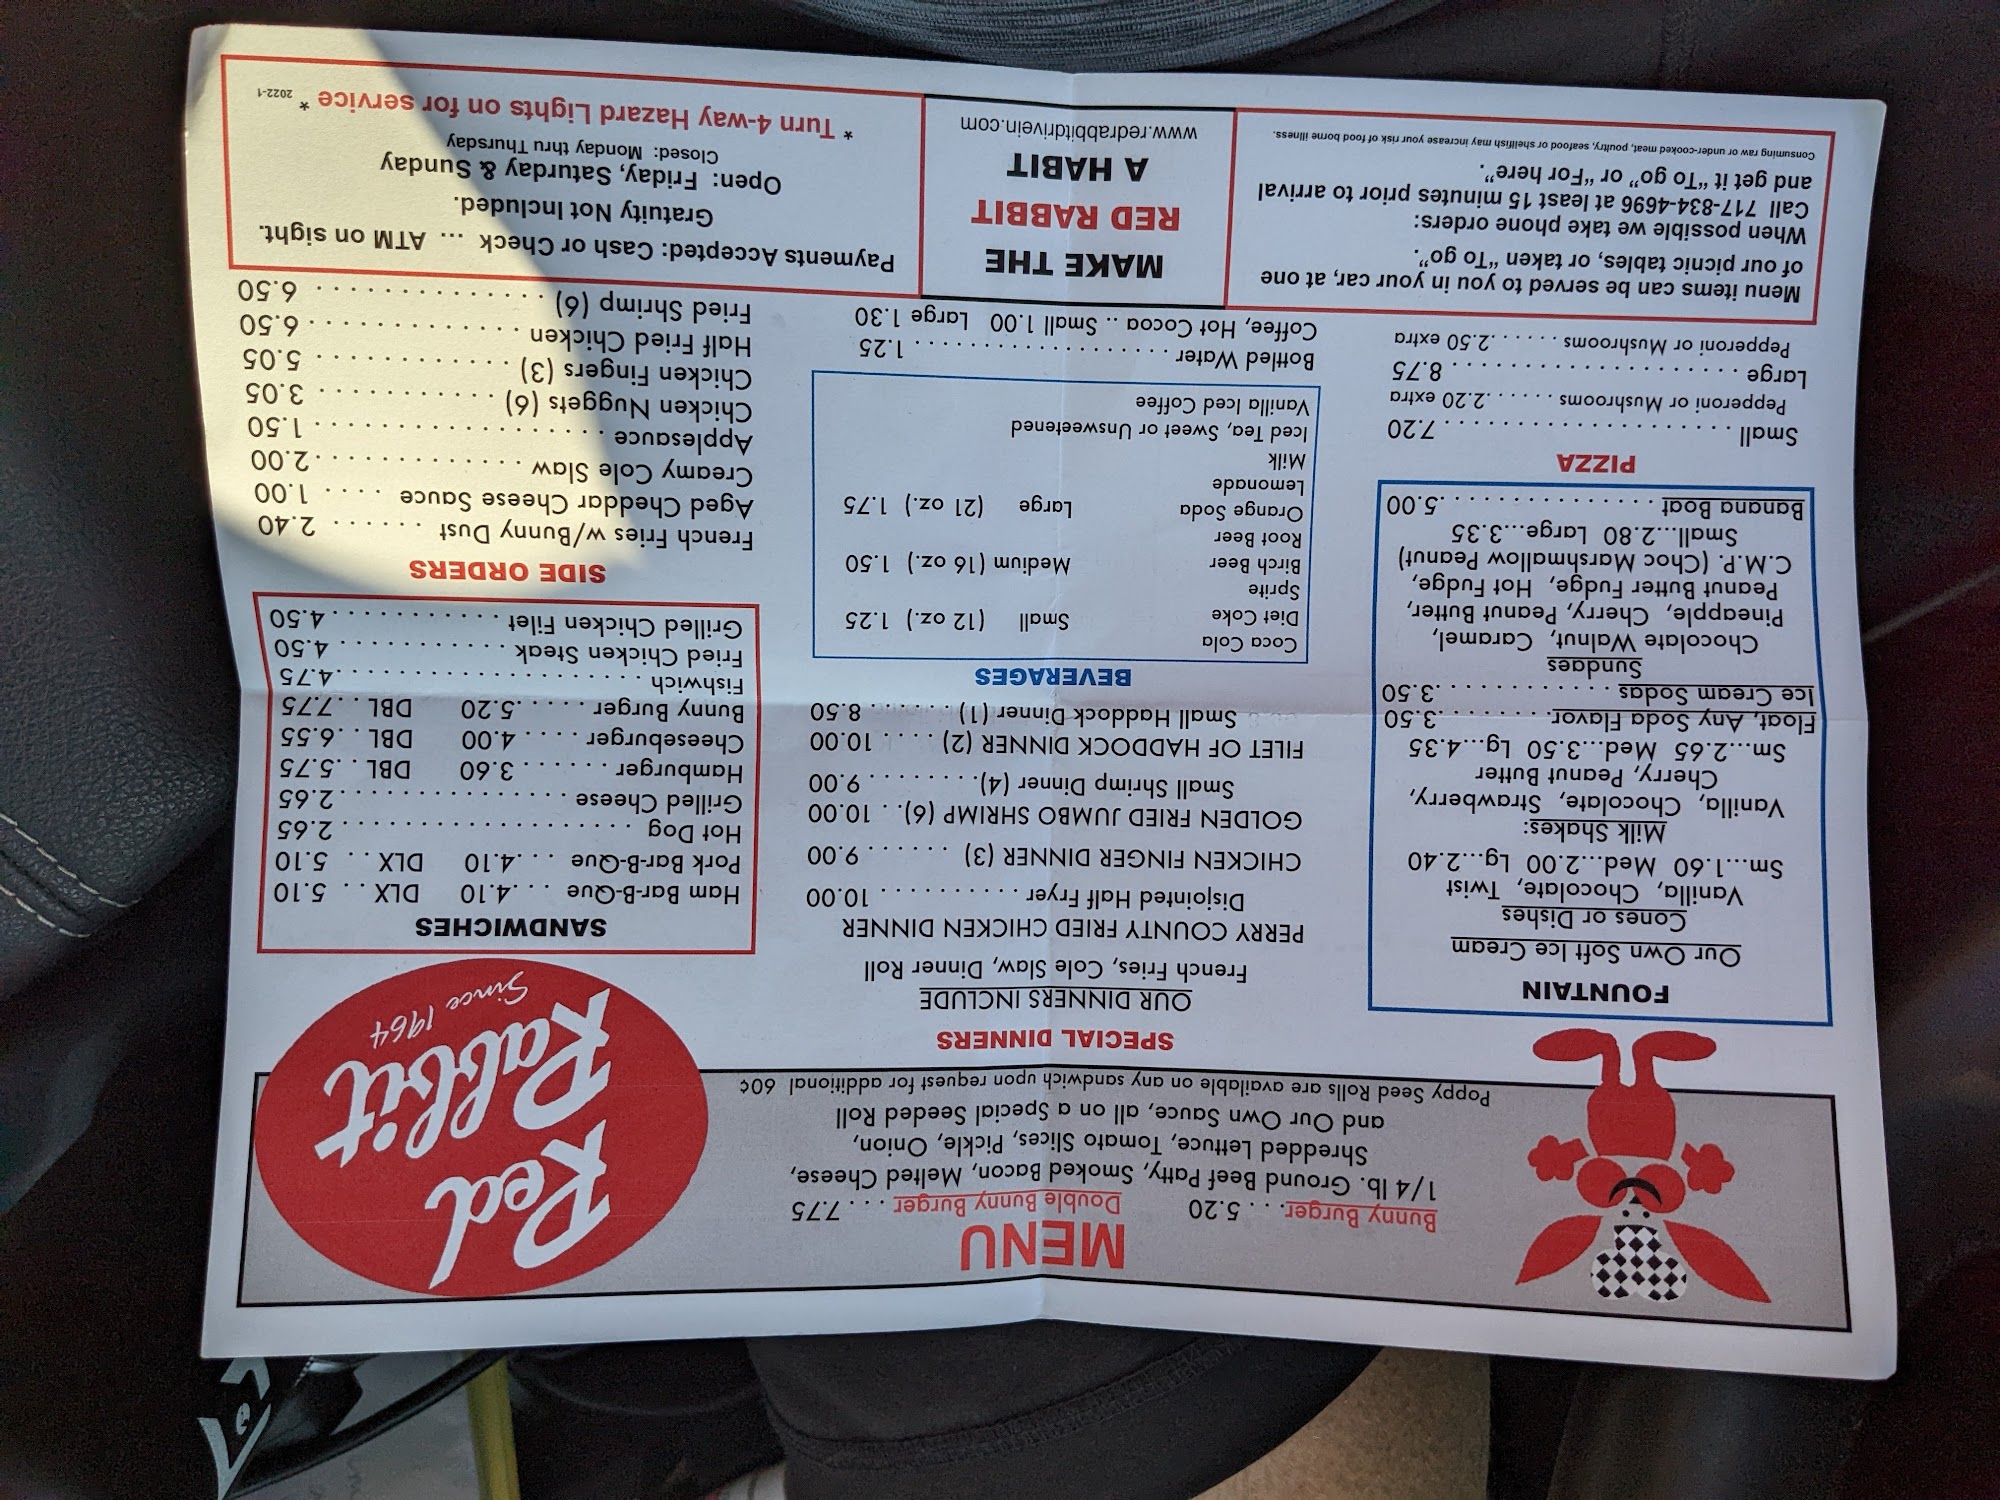 MENU
Bunny Burger. . . 5.20 Double Bunny Burger . . . 7.75
1/4 lb. Ground Beef Patty, Smoked Bacon, Melted Cheese,
Shredded Lettuce, Tomato Slices, Pickle, Onion,
and Our Own Sauce, all on a Special Seeded Roll
Poppy Seed Rolls are available on any sandwich upon request for additional 60¢
Red
Rabbit
Since 1964
FOUNTAIN
Our Own Soft Ice Cream
Cones or Dishes
Vanilla, Chocolate, Twist
Sm...1.60 Med...2.00 Lg...2.40
Milk Shakes:
Vanilla, Chocolate, Strawberry,
Cherry, Peanut Butter
Sm...2.65 Med...3.50 Lg...4.35
Float, Any Soda Flavor. . . . . . . .3.50
Ice Cream Sodas . . . . . . . . . . . .3.50
Sundaes
Chocolate Walnut, Caramel,
Pineapple, Cherry, Peanut Butter,
Peanut Butter Fudge, Hot Fudge,
C.M.P. (Choc Marshmallow Peanut)
Small...2.80 Large...3.35
Banana Boat . . . . . . . . . . . . . . .5.00
PIZZA
Small . . . . . . . . . . . . . . . . . . . .7.20
Pepperoni or Mushrooms . . . . . .2.20 extra
Large . . . . . . . . . . . . . . . . . . . 8.75
Pepperoni or Mushrooms . . . . . .2.50 extra
Menu items can be served to you in your car, at one
of our picnic tables, or taken "To go".
When possible we take phone orders:
Call 717-834-4696 at least 15 minutes prior to arrival
and get it "To go" or "For here".
Consuming raw or under-cooked meat, poultry, seafood or shellfish may increase your risk of food borne illness.
SPECIAL DINNERS
OUR DINNERS INCLUDE
French Fries, Cole Slaw, Dinner Roll
PERRY COUNTY FRIED CHICKEN DINNER
Disjointed Half Fryer . . . . . . . . . . . 10.00
CHICKEN FINGER DINNER (3) . . . . . . 9.00
GOLDEN FRIED JUMBO SHRIMP (6). . 10.00
Small Shrimp Dinner (4). . . . . . . . . 9.00
FILET OF HADDOCK DINNER (2) . . . . 10.00
Small Haddock Dinner (1) . . . . . . . 8.50
BEVERAGES
Coca Cola
Diet Coke Small (12 oz.) 1.25
Sprite
Birch Beer Medium (16 oz.) 1.50
Root Beer
Orange Soda Large (21 oz.) 1.75
Lemonade
Milk
Iced Tea, Sweet or Unsweetened
Vanilla Iced Coffee
Bottled Water . . . . . . . . . . . . . . . . . . . 1.25
Coffee, Hot Cocoa .. Small 1.00 Large 1.30
MAKE THE
RED RABBIT
A HABIT
www.redrabbitdrivein.com
SANDWICHES
Ham Bar-B-Que . . .4.10 DLX . . 5.10
Pork Bar-B-Que . . .4.10 DLX . . 5.10
Hot Dog . . . . . . . . . . . . . . . . . . . 2.65
Grilled Cheese . . . . . . . . . . . . . . . 2.65
Hamburger . . . . . . 3.60 DBL . .5.75
Cheeseburger . . . . 4.00 DBL . .6.55
Bunny Burger . . . . .5.20 DBL . .7.75
Fishwich . . . . . . . . . . . . . . . . . . .4.75
Fried Chicken Steak . . . . . . . . . . . 4.50
Grilled Chicken Filet . . . . . . . . . . . 4.50
SIDE ORDERS
French Fries w/Bunny Dust . . . . . . 2.40
Aged Cheddar Cheese Sauce . . . . 1.00
Creamy Cole Slaw . . . . . . . . . . . . .2.00
Applesauce . . . . . . . . . . . . . . . . . 1.50
Chicken Nuggets (6) . . . . . . . . . . . 3.05
Chicken Fingers (3) . . . . . . . . . . . . 5.05
Half Fried Chicken . . . . . . . . . . . . . 6.50
Fried Shrimp (6) . . . . . . . . . . . . . . 6.50
Payments Accepted: Cash or Check ... ATM on sight.
Gratuity Not Included.
Open: Friday, Saturday & Sunday
Closed: Monday thru Thursday
* Turn 4-way Hazard Lights on for service *
2022-1